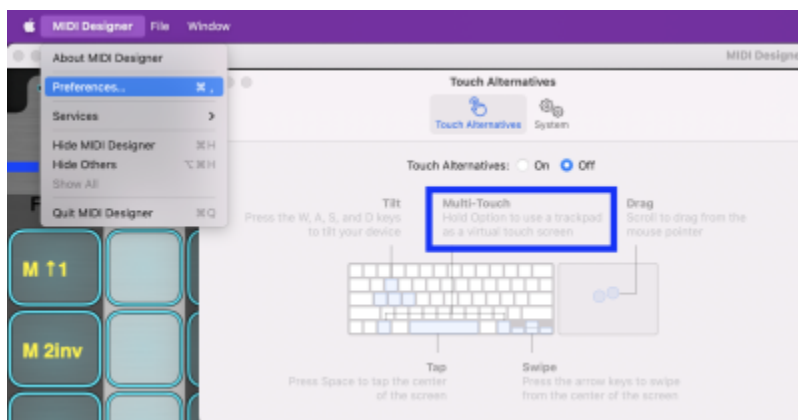 MIDI Designer File Window
MIDI Designe
About MIDI Designer
Preferences... ⌘ ,
Services >
Hide MIDI Designer ⌘H
Hide Others ⌥⌘H
Show All
Quit MIDI Designer ⌘Q
Touch Alternatives
Touch Alternatives System
Touch Alternatives: On Off
Tilt
Press the W, A, S, and D keys
to tilt your device
Multi-Touch
Hold Option to use a trackpad
as a virtual touch screen
Drag
Scroll to drag from the
mouse pointer
Tap
Press Space to tap the center
of the screen
Swipe
Press the arrow keys to swipe
from the center of the screen
F
M ↑1
M 2inv